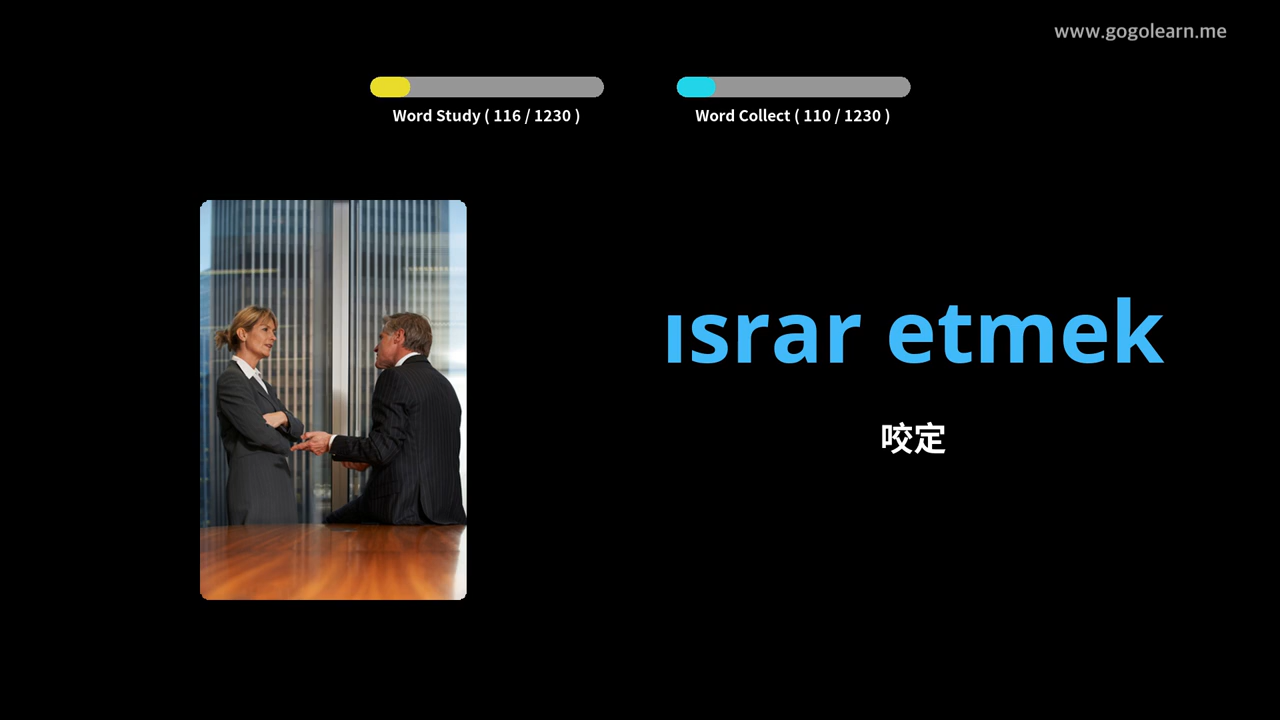 www.gogolearn.me
Word Study ( 116 / 1230 )
Word Collect ( 110 / 1230 )
ısrar etmek
咬定